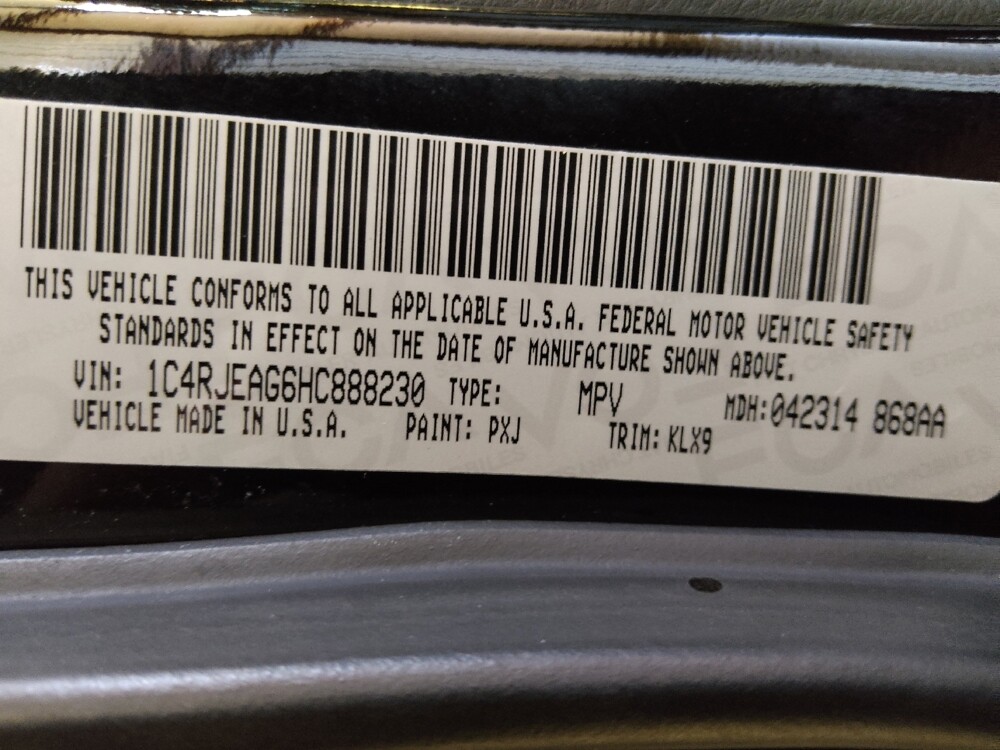 THIS VEHICLE CONFORMS TO ALL APPLICABLE U.S.A. FEDERAL MOTOR VEHICLE SAFETY
STANDARDS IN EFFECT ON THE DATE OF MANUFACTURE SHOWN ABOVE.
VIN: 1C4RJEAG6HC888230 TYPE: MPV MDH:042314 868AA
VEHICLE MADE IN U.S.A. PAINT: PXJ TRIM: KLX9